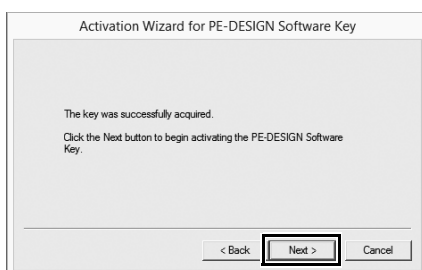 Activation Wizard for PE-DESIGN Software Key
The key was successfully acquired.
Click the Next button to begin activating the PE-DESIGN Software
Key.
< Back Next > Cancel